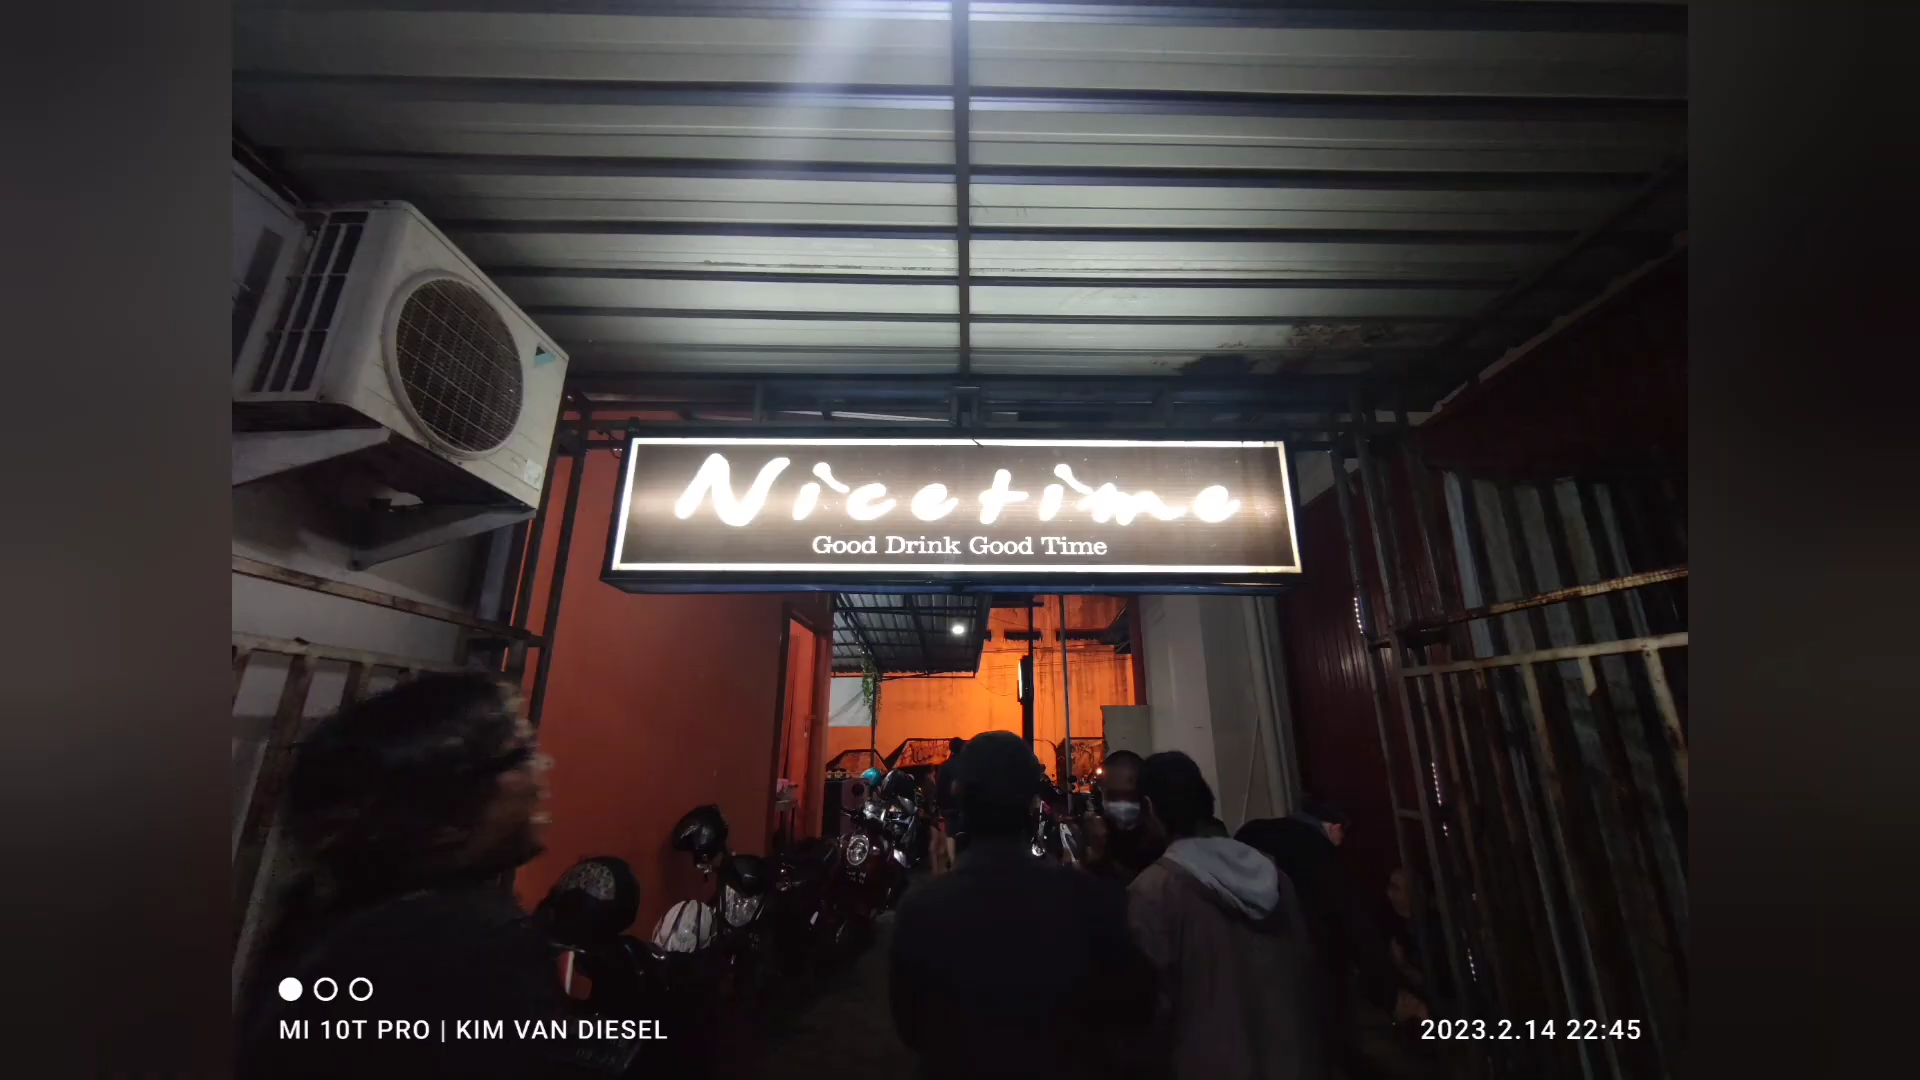 Nicetime
Good Drink Good Time
MI 10T PRO | KIM VAN DIESEL
2023.2.14 22:45